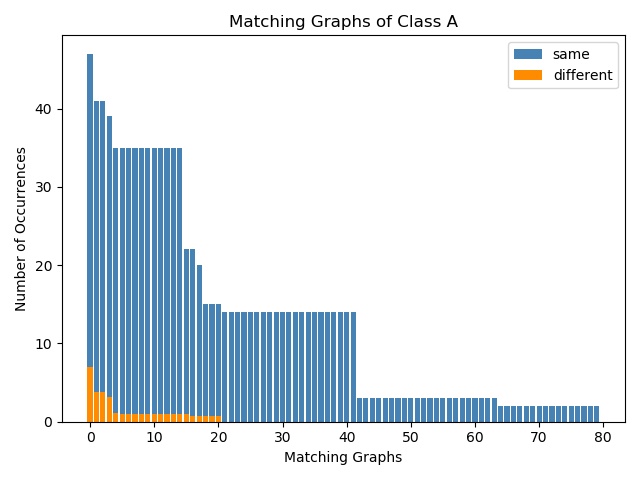 Matching Graphs of Class A
same
different
Number of Occurrences
40
30
20
10
0
0 10 20 30 40 50 60 70 80
Matching Graphs